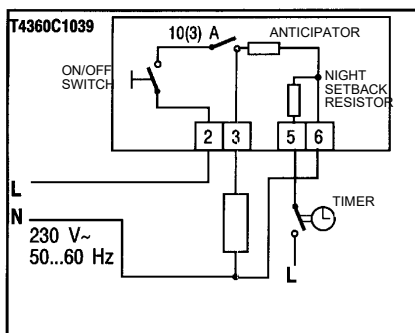 T4360C1039
10(3) A
ANTICIPATOR
ON/OFF
SWITCH
NIGHT
SETBACK
RESISTOR
2 3 5 6
L
N
TIMER
230 V~
50...60 Hz
L